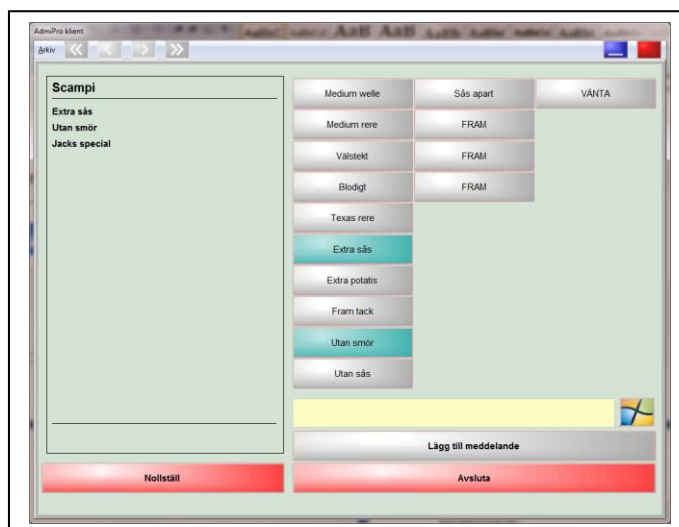 AdmiPro klient
Arkiv
Scampi
Extra sås
Utan smör
Jacks special
Medium welle
Sås apart
VÄNTA
Medium rere
FRAM
Välstekt
FRAM
Blodigt
FRAM
Texas rere
Extra sås
Extra potatis
Fram tack
Utan smör
Utan sås
Lägg till meddelande
Nollställ
Avsluta